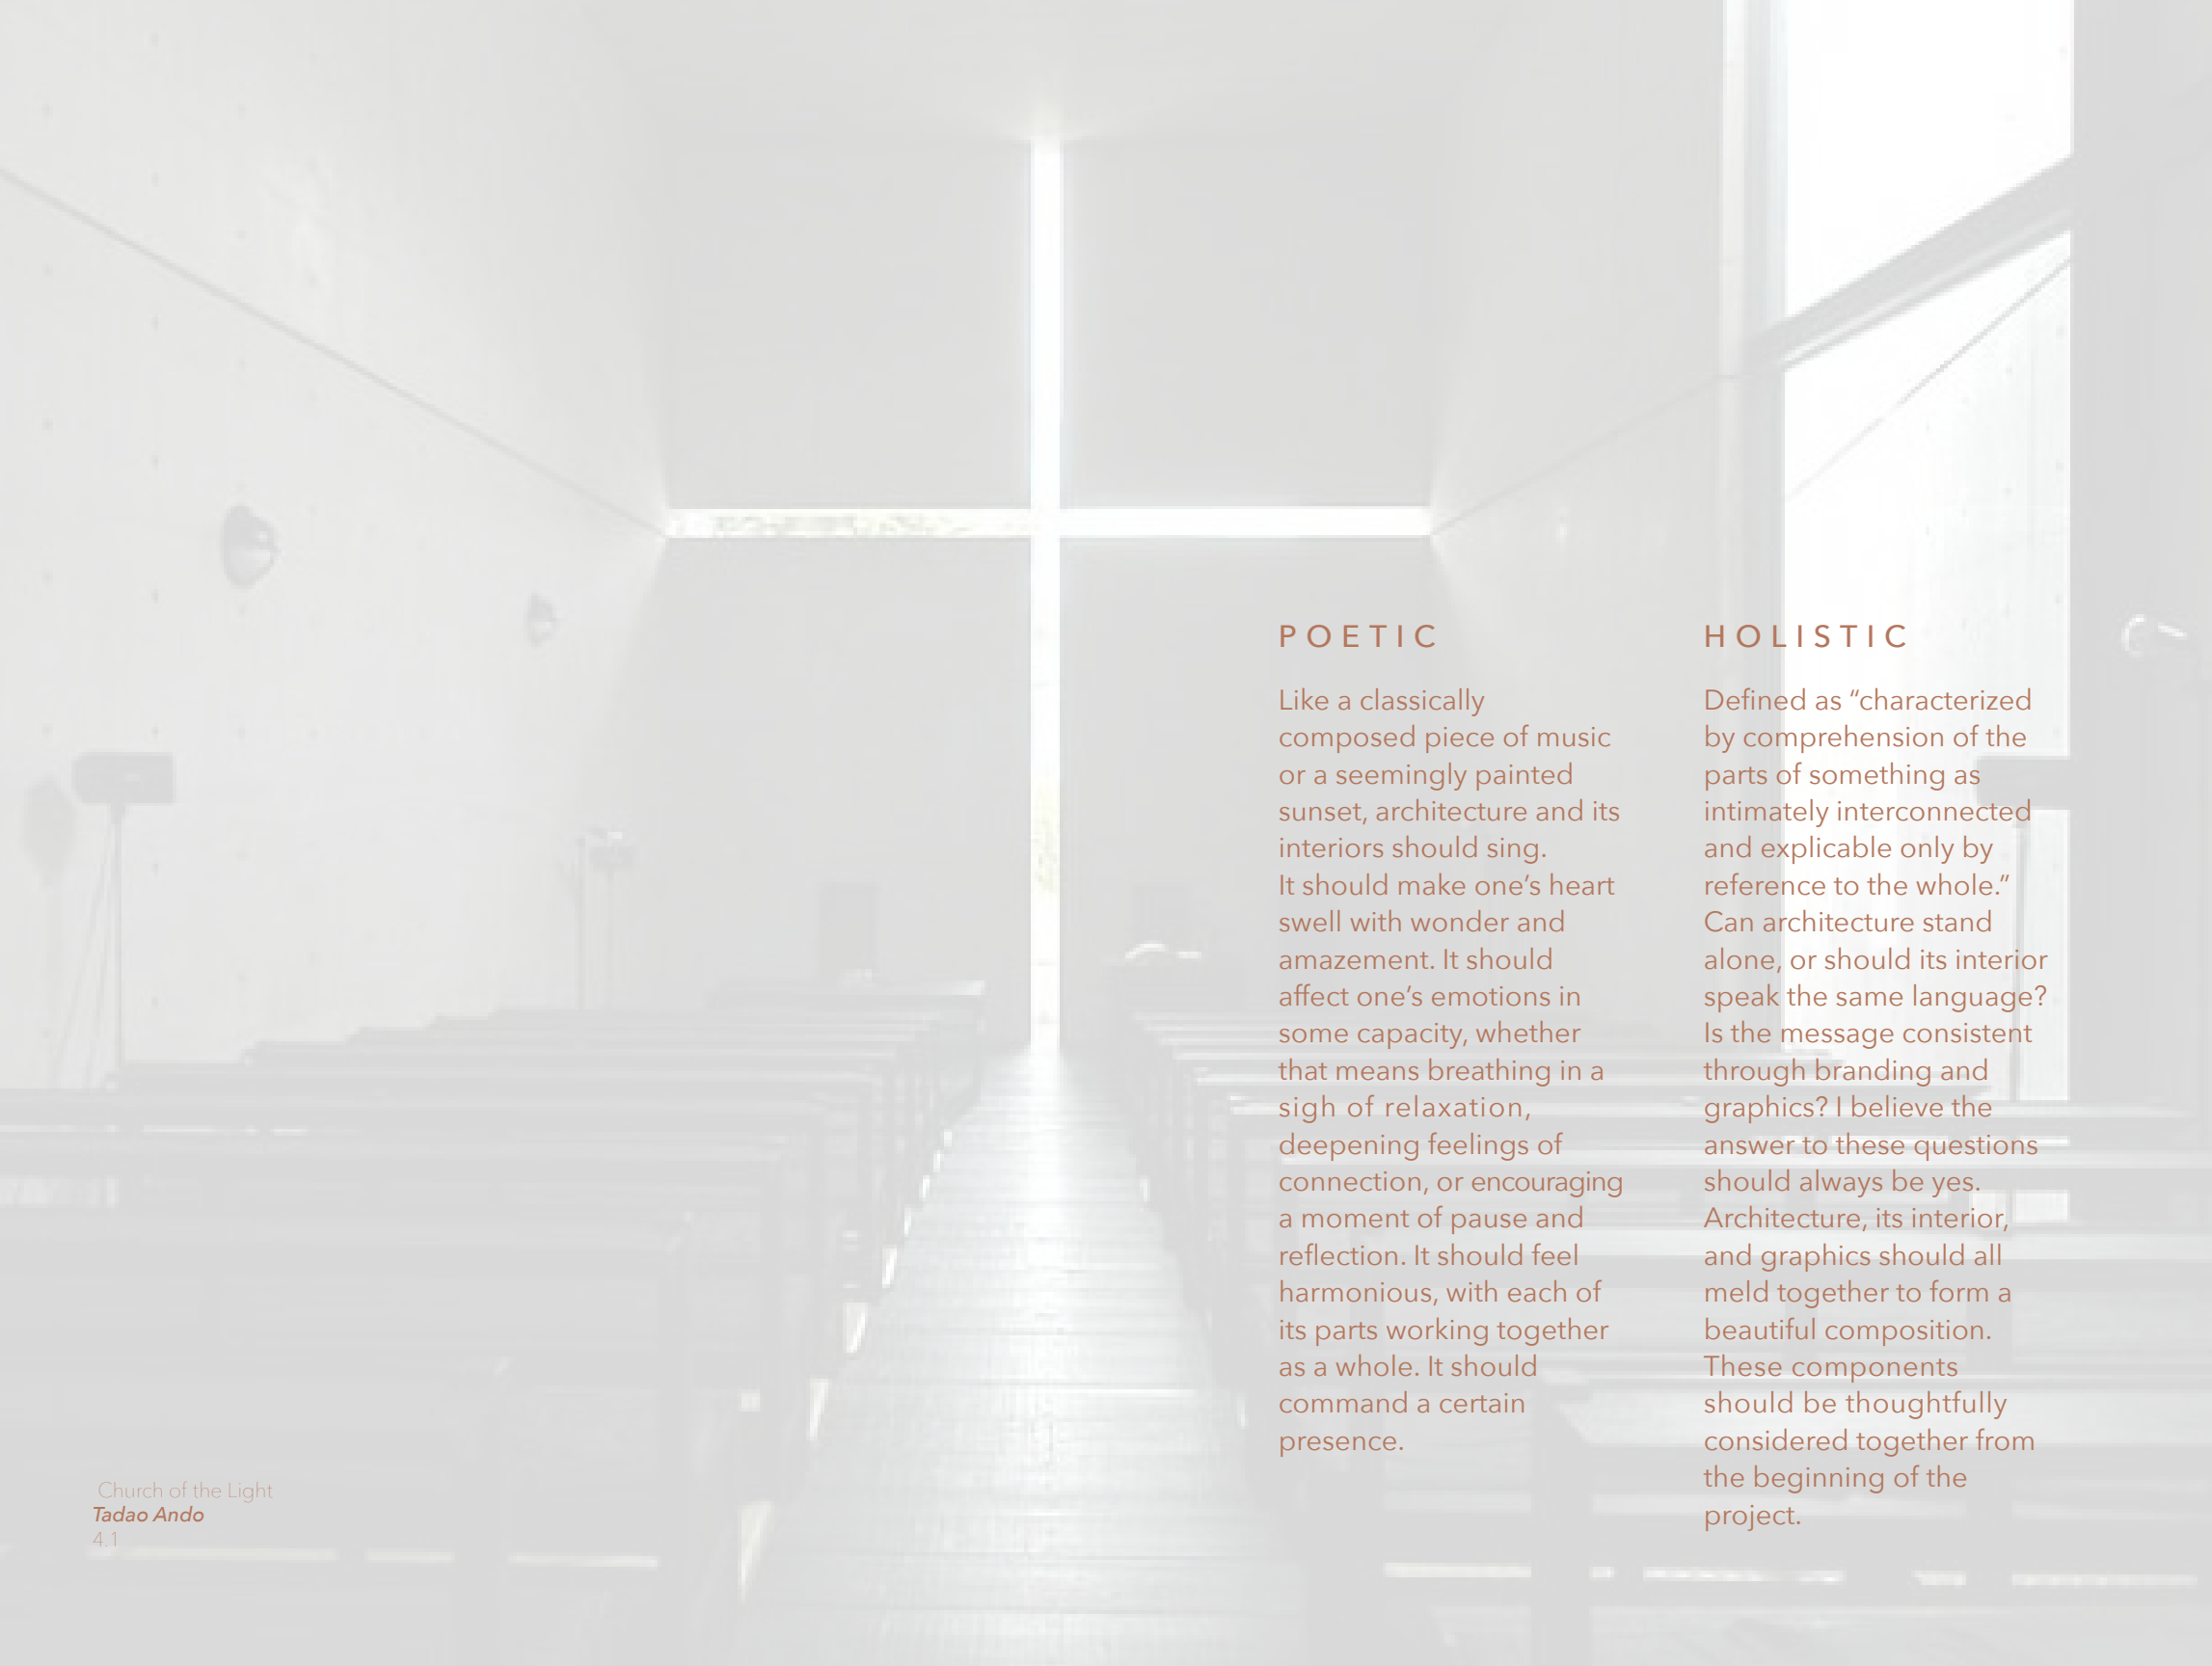 POETIC
Like a classically
composed piece of music
or a seemingly painted
sunset, architecture and its
interiors should sing.
It should make one’s heart
swell with wonder and
amazement. It should
affect one’s emotions in
some capacity, whether
that means breathing in a
sigh of relaxation,
deepening feelings of
connection, or encouraging
a moment of pause and
reflection. It should feel
harmonious, with each of
its parts working together
as a whole. It should
command a certain
presence.
HOLISTIC
Defined as “characterized
by comprehension of the
parts of something as
intimately interconnected
and explicable only by
reference to the whole.”
Can architecture stand
alone, or should its interior
speak the same language?
Is the message consistent
through branding and
graphics? I believe the
answer to these questions
should always be yes.
Architecture, its interior,
and graphics should all
meld together to form a
beautiful composition.
These components
should be thoughtfully
considered together from
the beginning of the
project.
Church of the Light
Tadao Ando
4.1